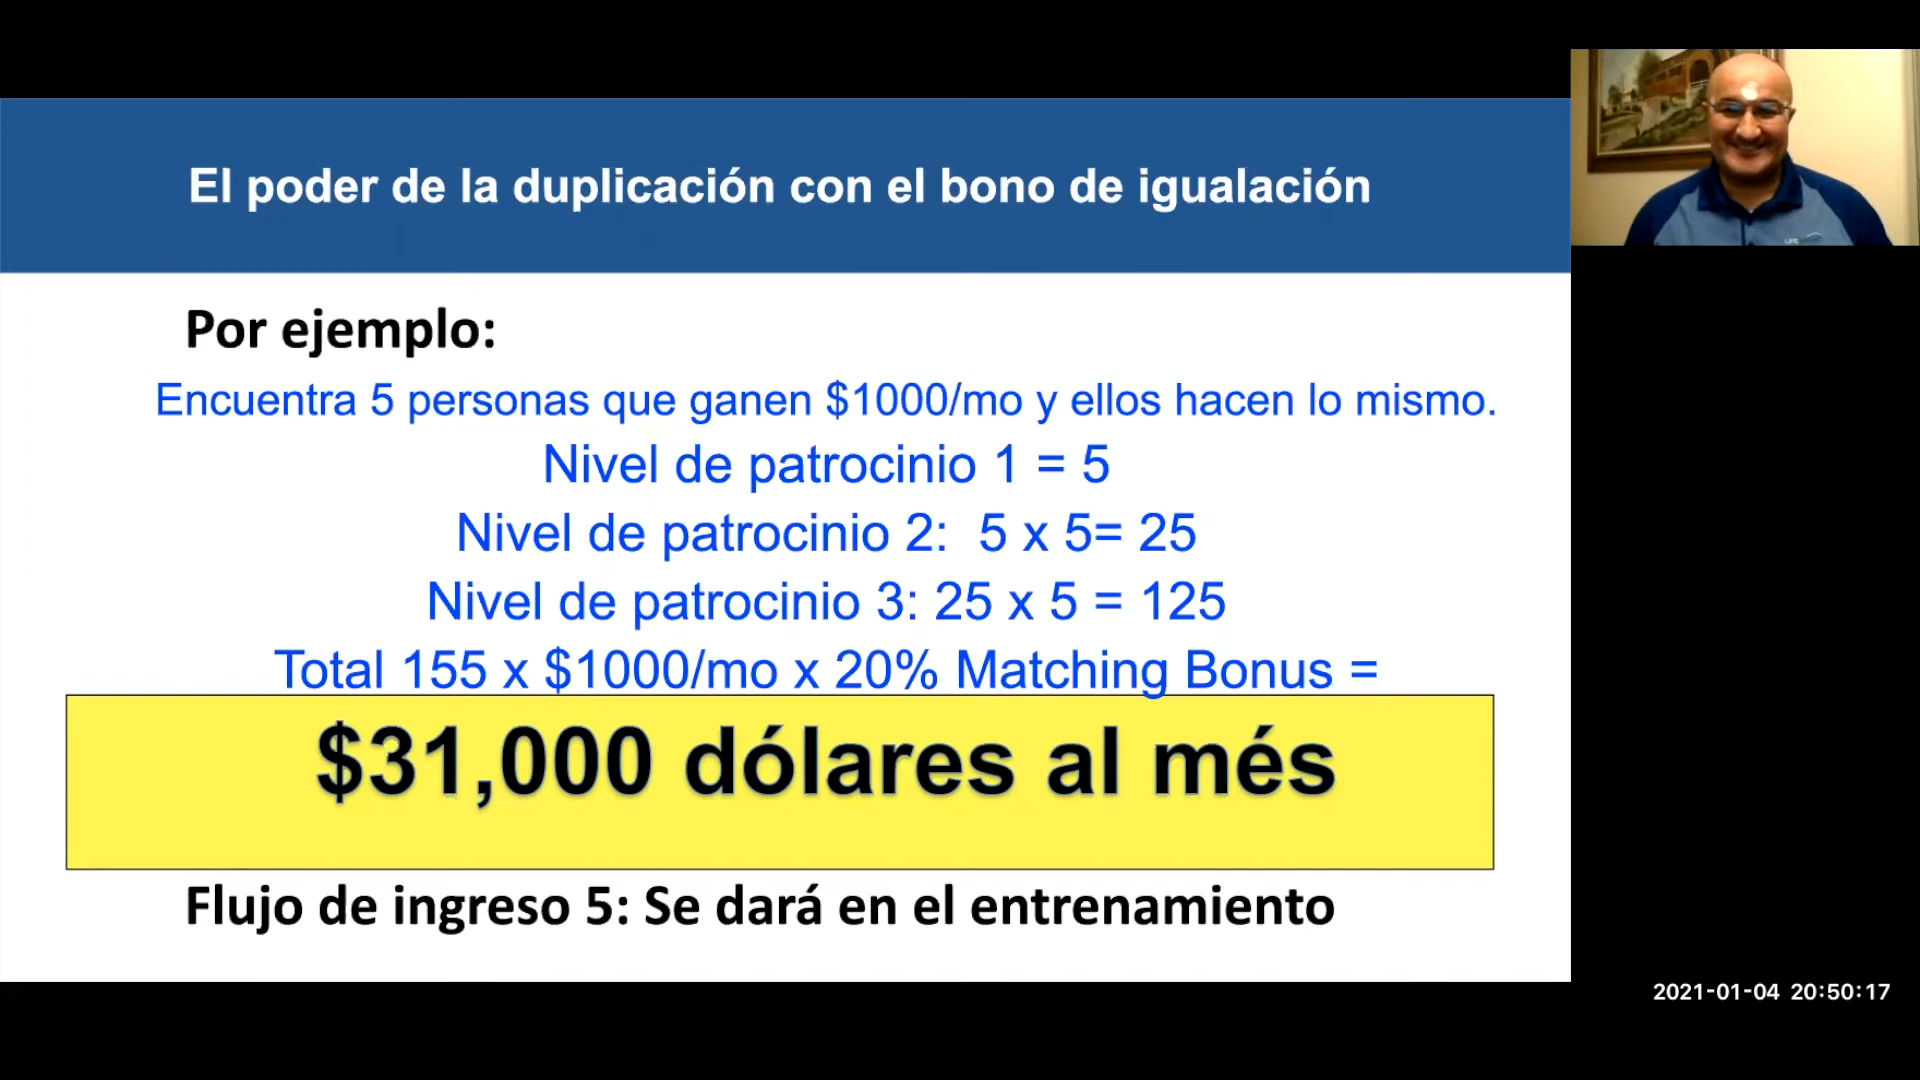 El poder de la duplicación con el bono de igualación
Por ejemplo:
Encuentra 5 personas que ganen $1000/mo y ellos hacen lo mismo.
Nivel de patrocinio 1 = 5
Nivel de patrocinio 2:  5 x 5= 25
Nivel de patrocinio 3: 25 x 5 = 125
Total 155 x $1000/mo x 20% Matching Bonus =
$31,000 dólares al més
Flujo de ingreso 5: Se dará en el entrenamiento
LIFE
2021-01-04 20:50:17